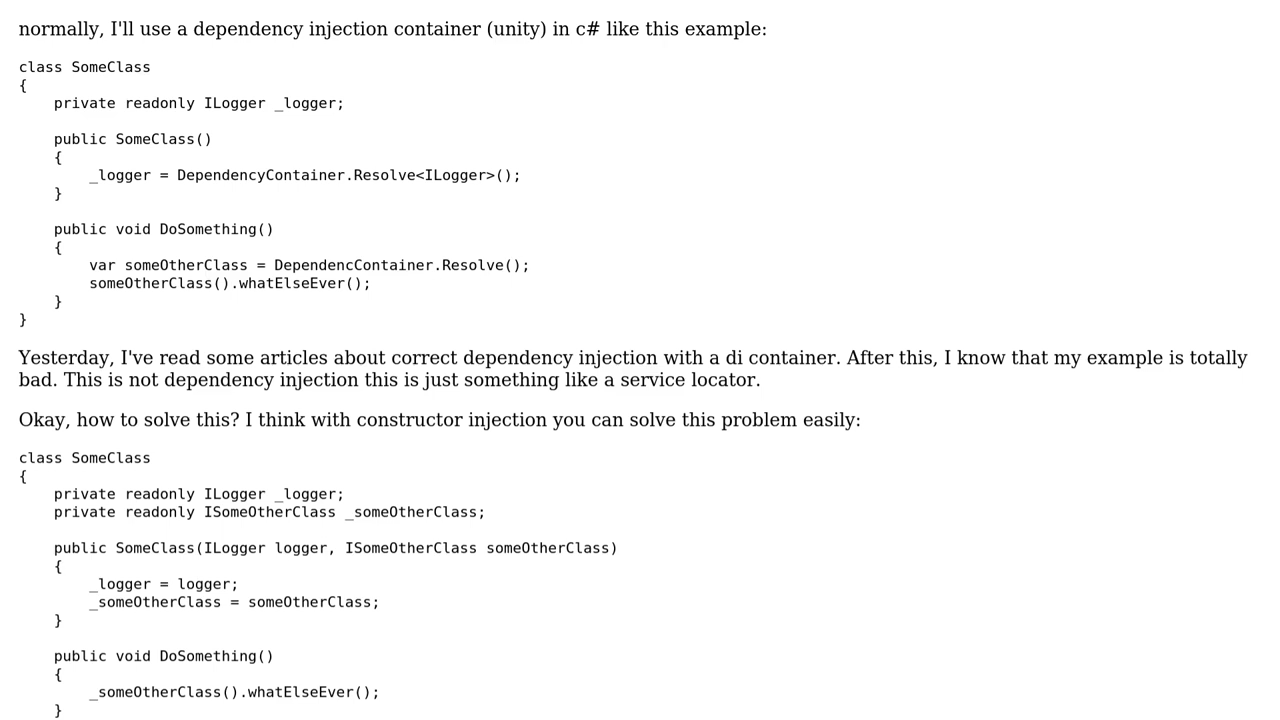 normally, I'll use a dependency injection container (unity) in c# like this example:
class SomeClass
{
    private readonly ILogger _logger;
    public SomeClass()
    {
        _logger = DependencyContainer.Resolve<ILogger>();
    }
    public void DoSomething()
    {
        var someOtherClass = DependencContainer.Resolve();
        someOtherClass().whatElseEver();
    }
}
Yesterday, I've read some articles about correct dependency injection with a di container. After this, I know that my example is totally
bad. This is not dependency injection this is just something like a service locator.
Okay, how to solve this? I think with constructor injection you can solve this problem easily:
class SomeClass
{
    private readonly ILogger _logger;
    private readonly ISomeOtherClass _someOtherClass;
    public SomeClass(ILogger logger, ISomeOtherClass someOtherClass)
    {
        _logger = logger;
        _someOtherClass = someOtherClass;
    }
    public void DoSomething()
    {
        _someOtherClass().whatElseEver();
    }